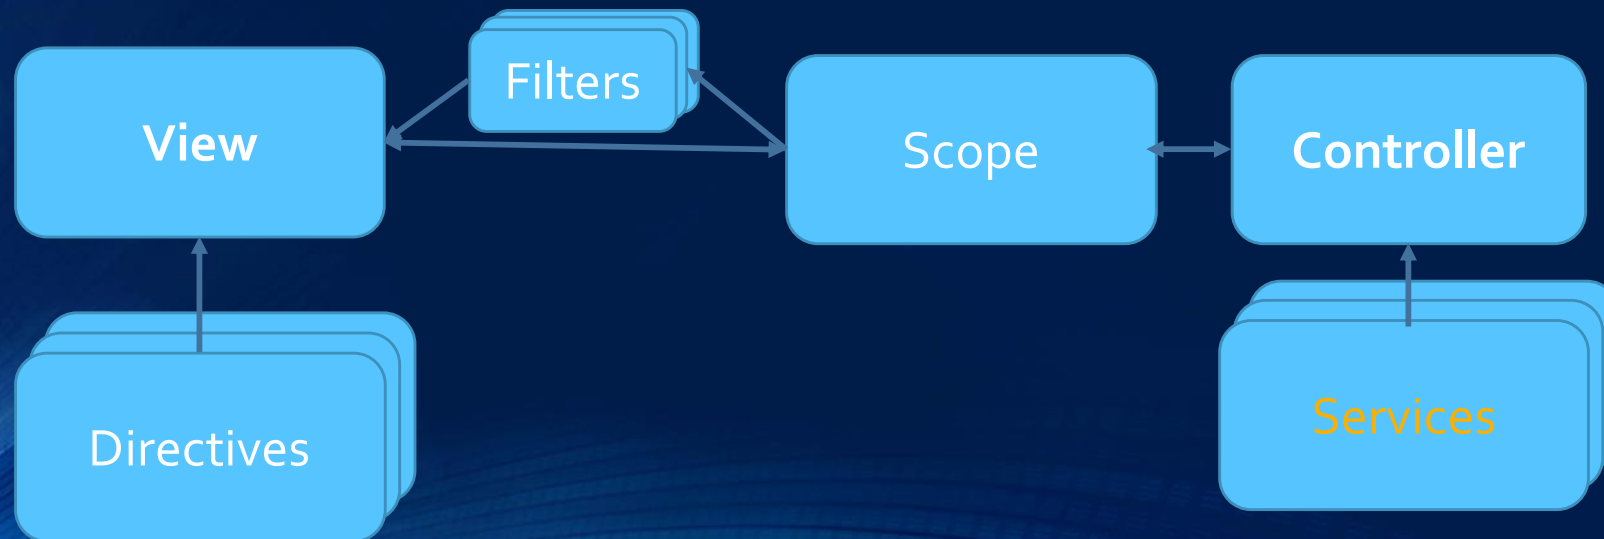 Filters
View
Scope
Controller
Directives
Services